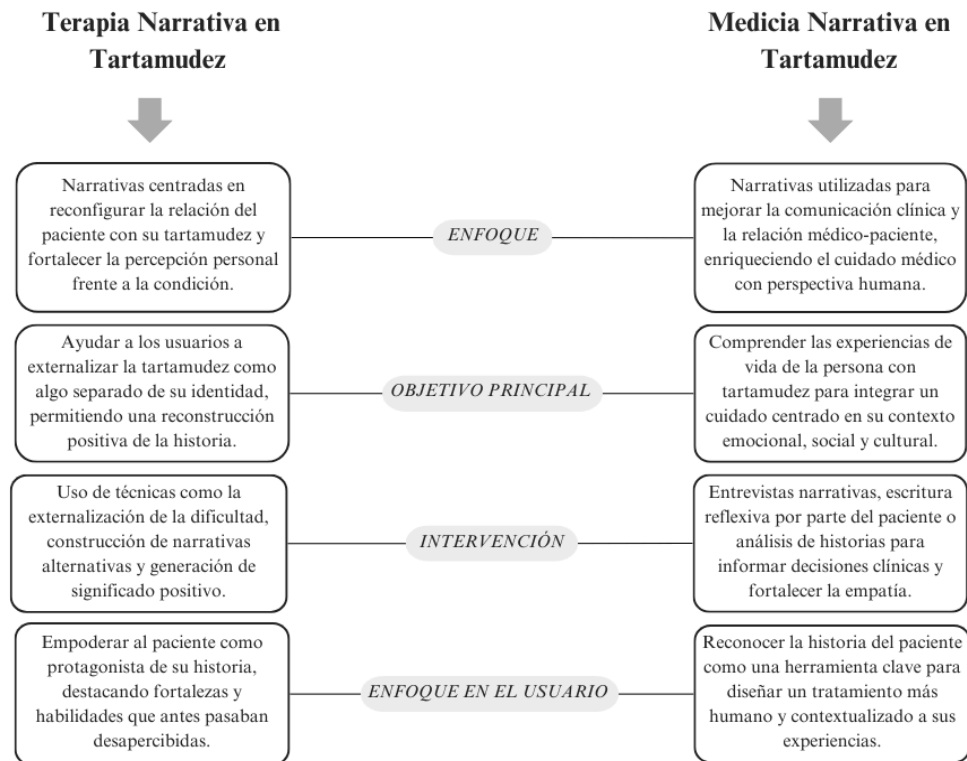 Terapia Narrativa en
Tartamudez
Medicia Narrativa en
Tartamudez
Narrativas centradas en
reconfigurar la relación del
paciente con su tartamudez y
fortalecer la percepción personal
frente a la condición.
ENFOQUE
Narrativas utilizadas para
mejorar la comunicación clínica y
la relación médico-paciente,
enriqueciendo el cuidado médico
con perspectiva humana.
Ayudar a los usuarios a
externalizar la tartamudez como
algo separado de su identidad,
permitiendo una reconstrucción
positiva de la historia.
OBJETIVO PRINCIPAL
Comprender las experiencias de
vida de la persona con
tartamudez para integrar un
cuidado centrado en su contexto
emocional, social y cultural.
Uso de técnicas como la
externalización de la dificultad,
construcción de narrativas
alternativas y generación de
significado positivo.
INTERVENCIÓN
Entrevistas narrativas, escritura
reflexiva por parte del paciente o
análisis de historias para
informar decisiones clínicas y
fortalecer la empatía.
Empoderar al paciente como
protagonista de su historia,
destacando fortalezas y
habilidades que antes pasaban
desapercibidas.
ENFOQUE EN EL USUARIO
Reconocer la historia del paciente
como una herramienta clave para
diseñar un tratamiento más
humano y contextualizado a sus
experiencias.